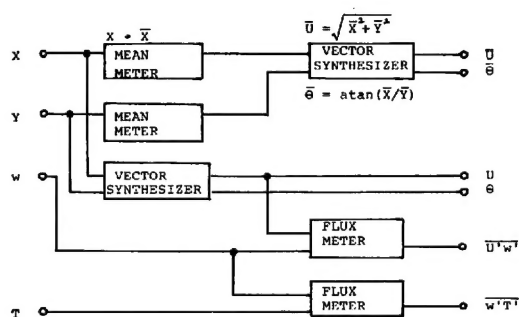 X • X̄
Ū = √X̄²+Ȳ²
X
MEAN
METER
VECTOR
SYNTHESIZER
Ū
θ̄
θ̄ = atan(X̄/Ȳ)
Y
MEAN
METER
W
VECTOR
SYNTHESIZER
U
θ
FLUX
METER
U'W'
FLUX
METER
W'T'
T